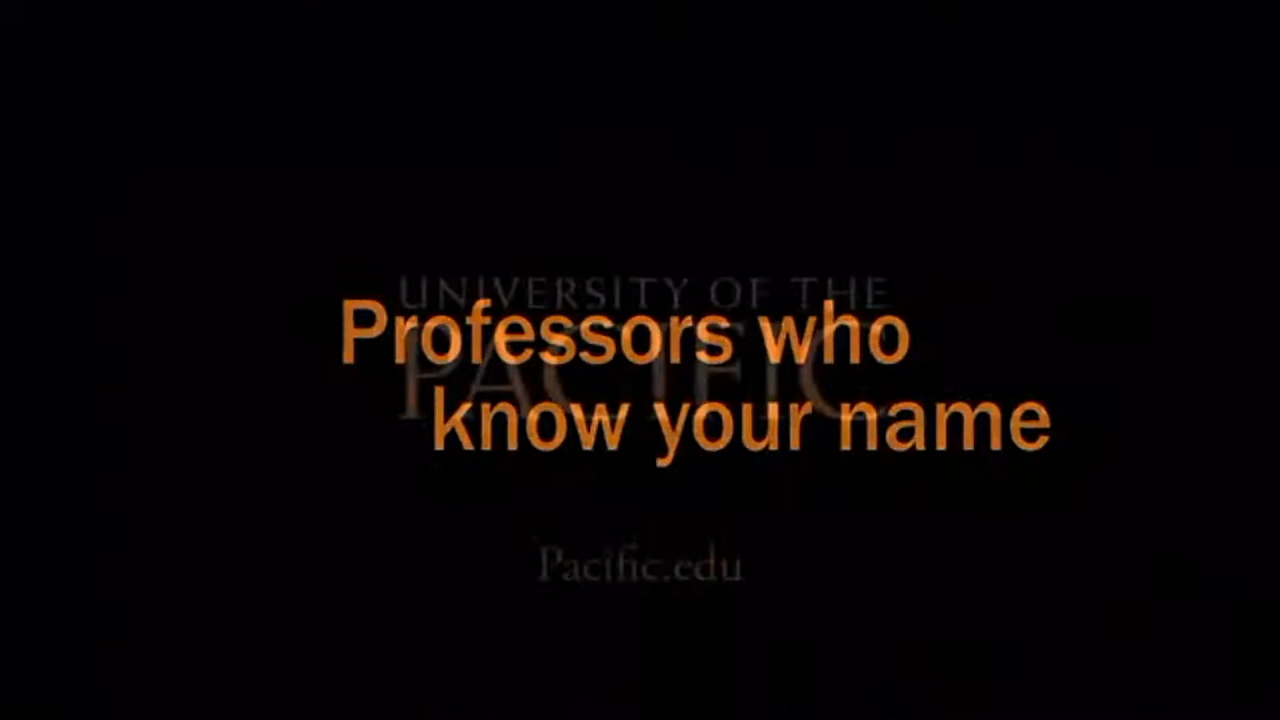 UNIVERSITY OF THE
PACIFIC
Professors who
know your name
Pacific.edu